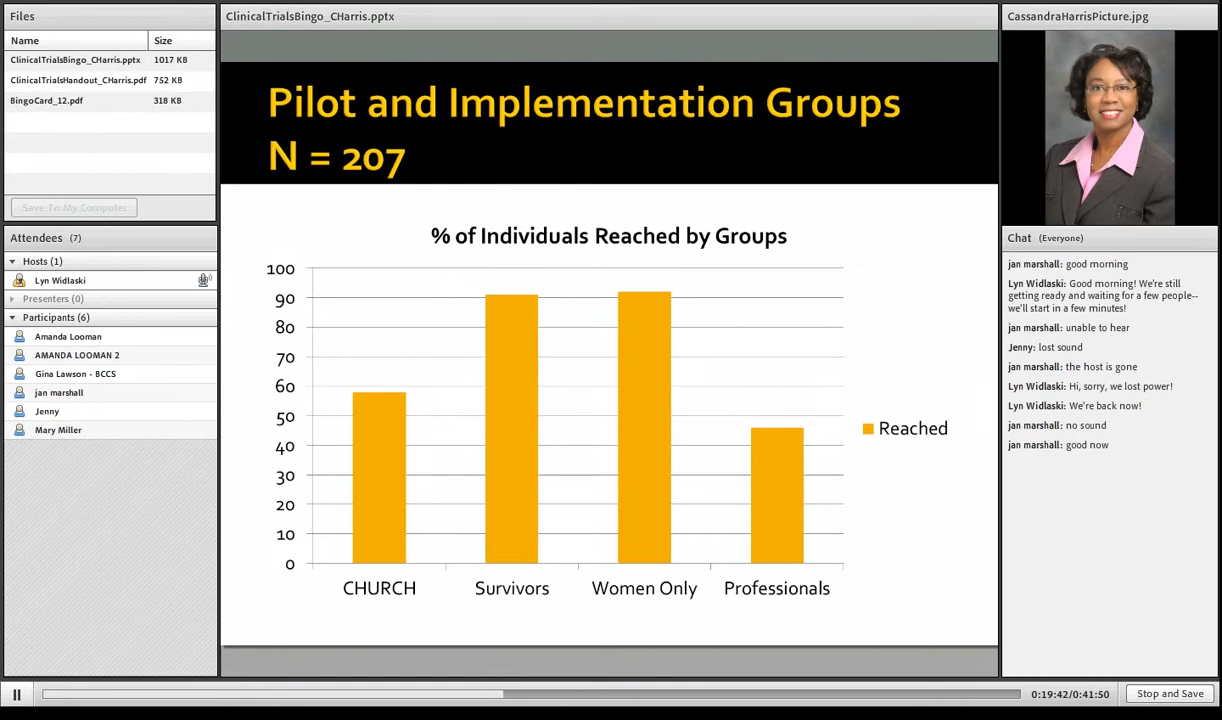 Files
Name Size
ClinicalTrialsBingo_CHarris.pptx 1017 KB
ClinicalTrialsHandout_CHarris.pdf 752 KB
BingoCard_12.pdf 318 KB
Save To My Computer
Attendees (7)
Hosts (1)
Lyn Widlaski
Presenters (0)
Participants (6)
Amanda Looman
AMANDA LOOMAN 2
Gina Lawson - BCCS
jan marshall
Jenny
Mary Miller
ClinicalTrialsBingo_CHarris.pptx
Pilot and Implementation Groups
N = 207
% of Individuals Reached by Groups
100
90
80
70
60
50
40
30
20
10
0
CHURCH Survivors Women Only Professionals
Reached
CassandraHarrisPicture.jpg
Chat (Everyone)
jan marshall: good morning
Lyn Widlaski: Good morning! We're still
getting ready and waiting for a few people--
we'll start in a few minutes!
jan marshall: unable to hear
Jenny: lost sound
jan marshall: the host is gone
Lyn Widlaski: Hi, sorry, we lost power!
Lyn Widlaski: We're back now!
jan marshall: no sound
jan marshall: good now
0:19:42/0:41:50
Stop and Save